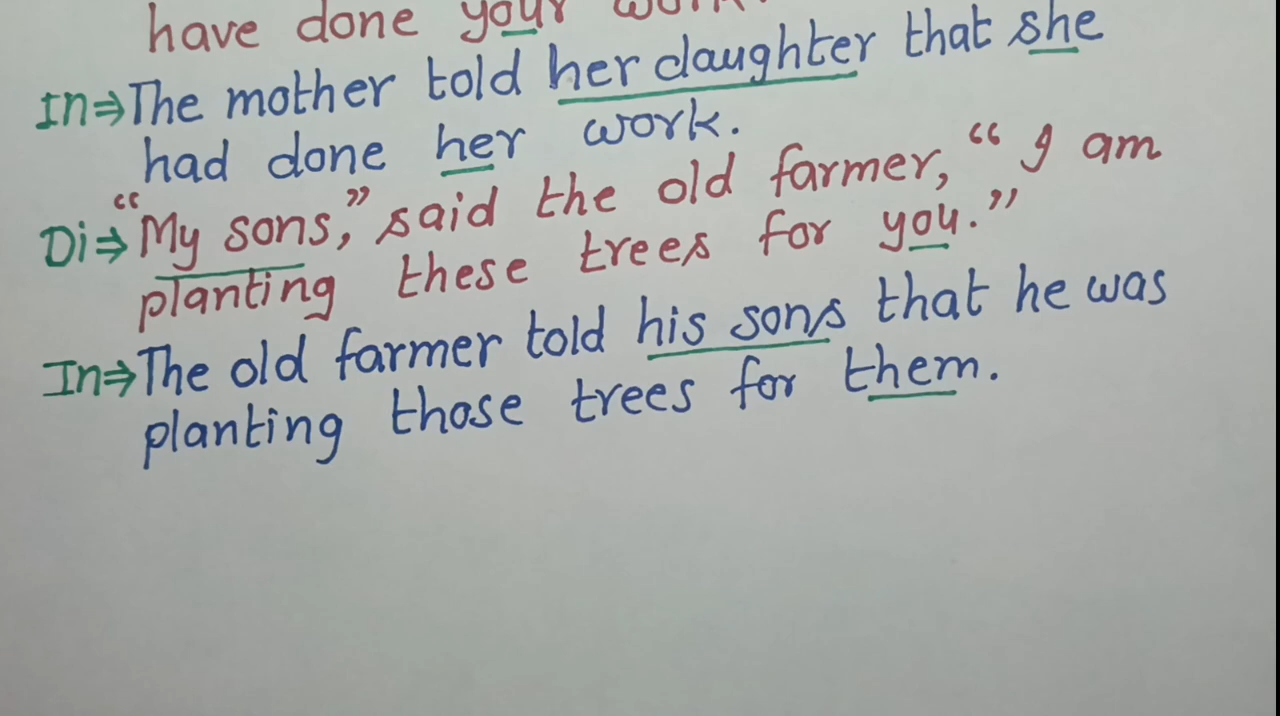 have done your work.
In⇒The mother told her daughter that she
had done her work.
Di⇒"My sons," said the old farmer, "I am
planting these trees for you."
In⇒The old farmer told his sons that he was
planting those trees for them.